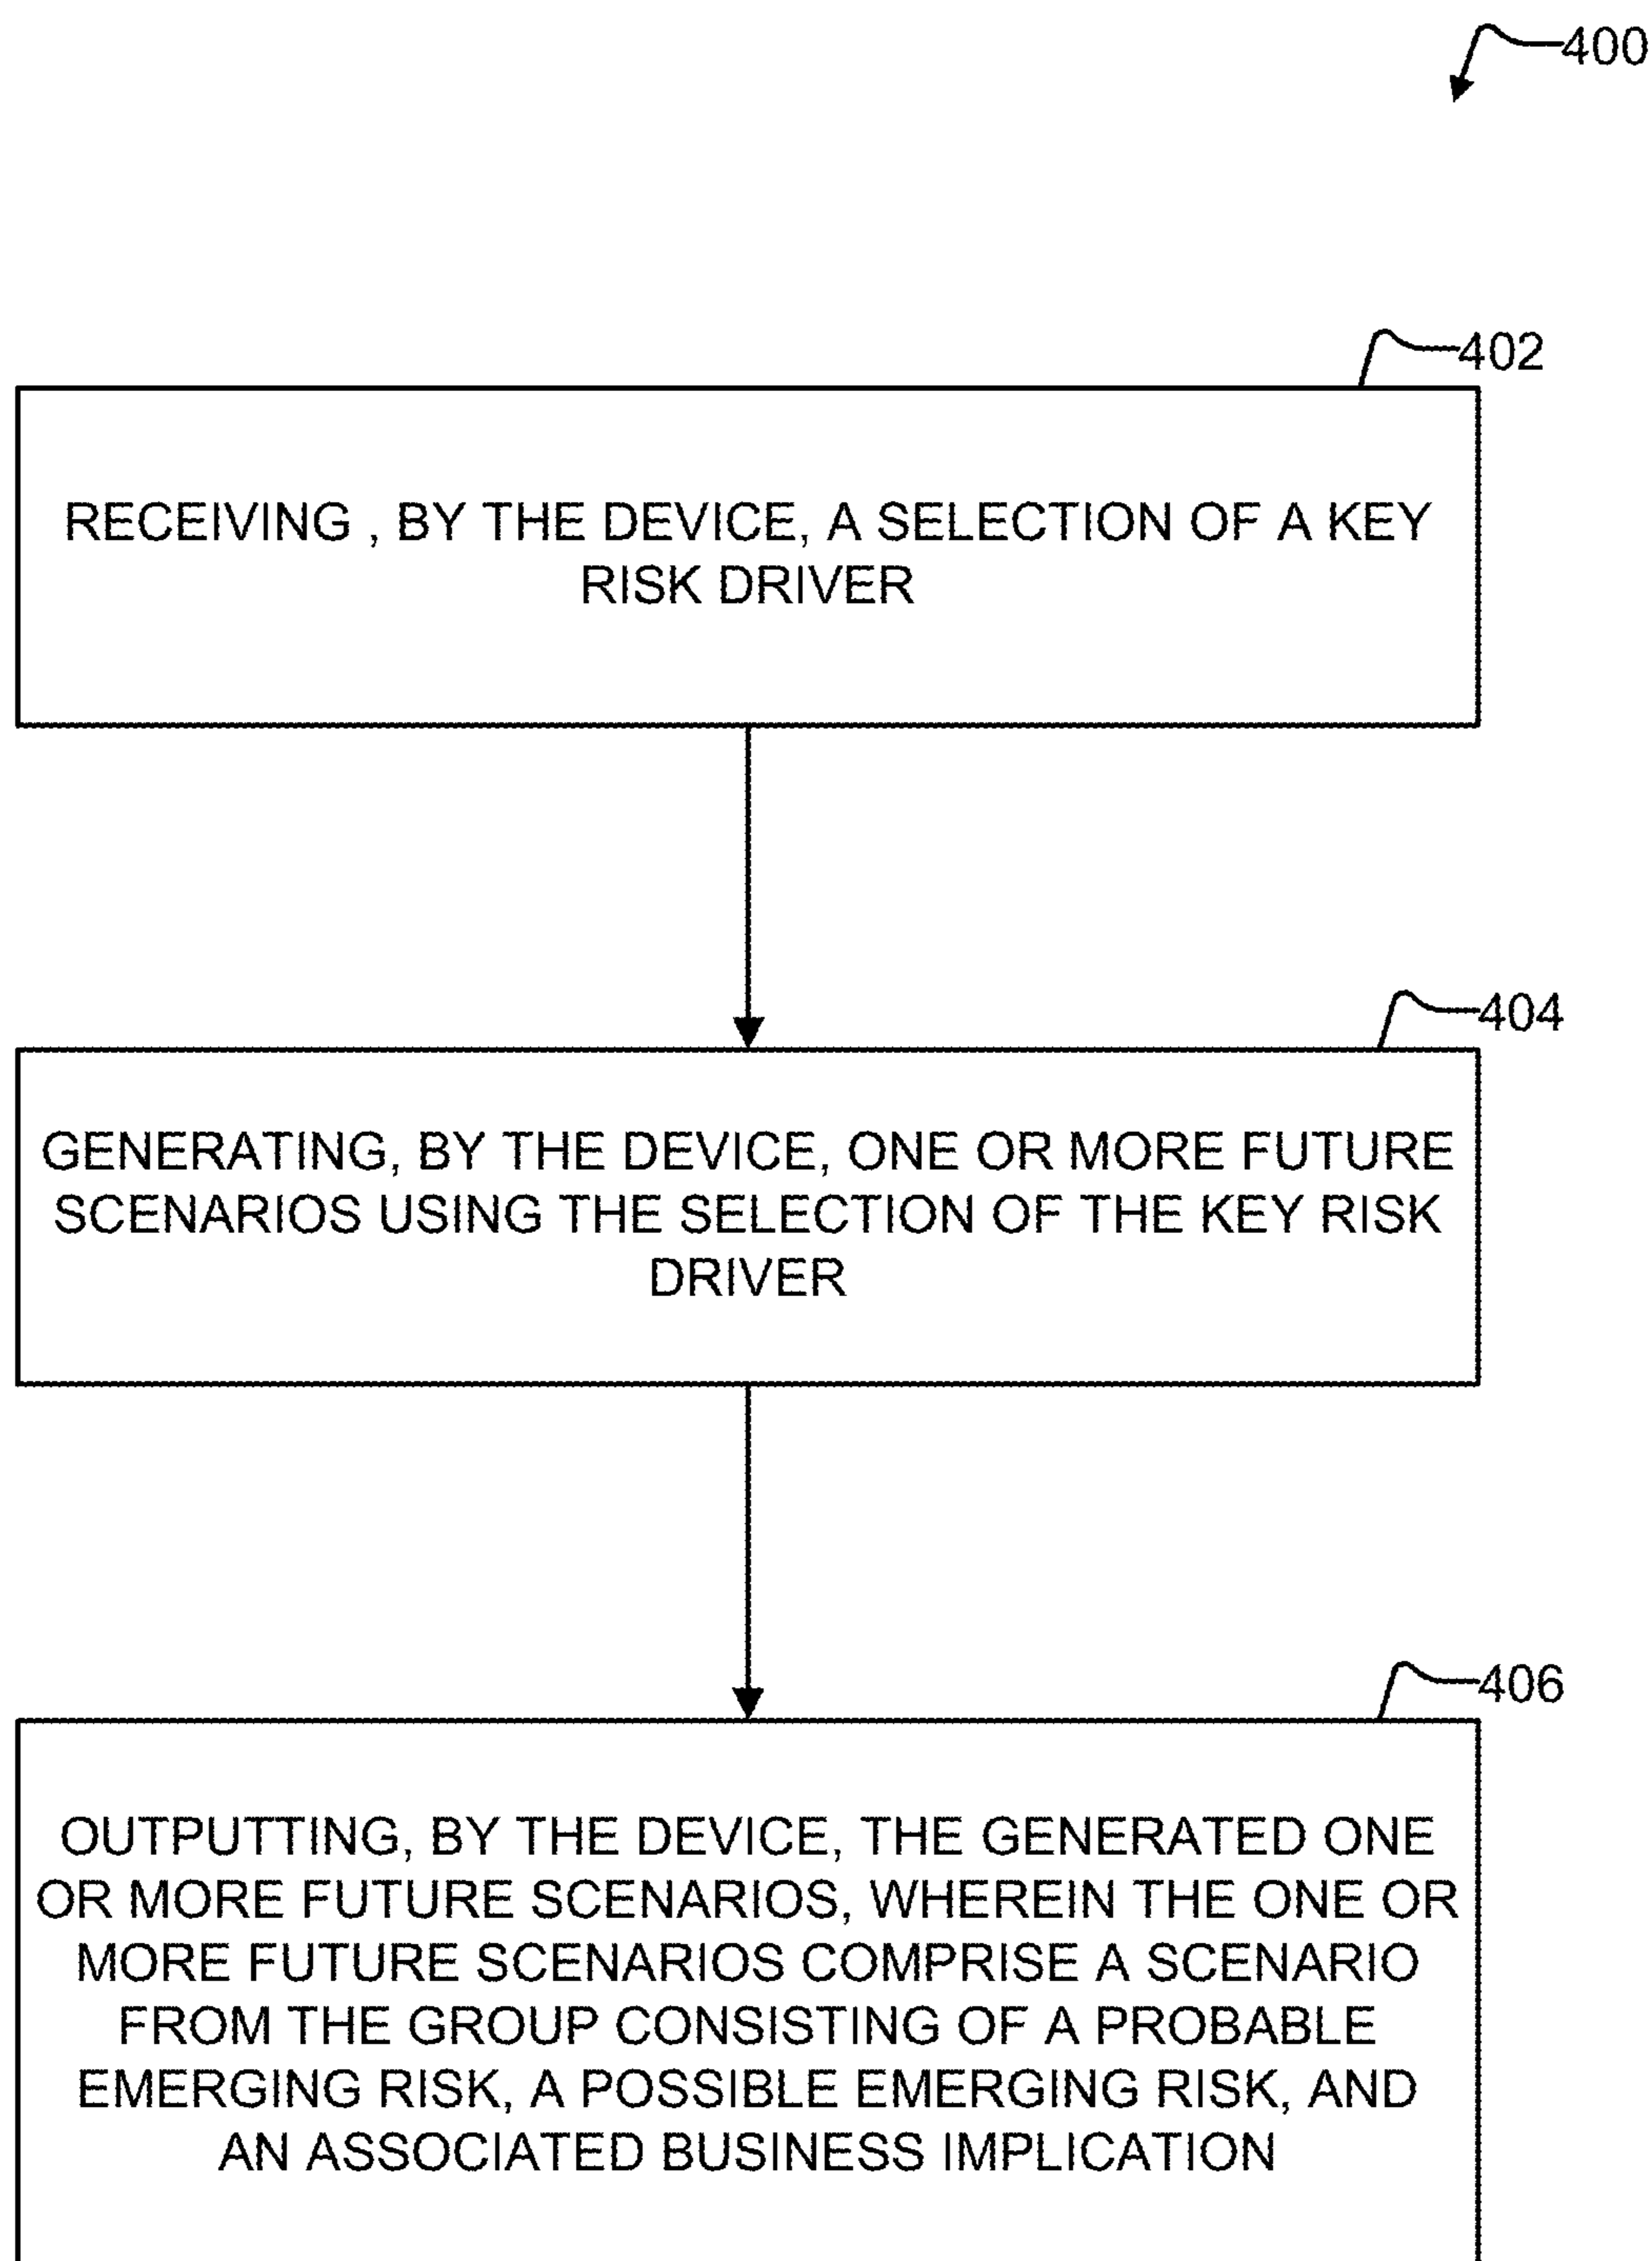 400
402
RECEIVING , BY THE DEVICE, A SELECTION OF A KEY
RISK DRIVER
404
GENERATING, BY THE DEVICE, ONE OR MORE FUTURE
SCENARIOS USING THE SELECTION OF THE KEY RISK
DRIVER
406
OUTPUTTING, BY THE DEVICE, THE GENERATED ONE
OR MORE FUTURE SCENARIOS, WHEREIN THE ONE OR
MORE FUTURE SCENARIOS COMPRISE A SCENARIO
FROM THE GROUP CONSISTING OF A PROBABLE
EMERGING RISK, A POSSIBLE EMERGING RISK, AND
AN ASSOCIATED BUSINESS IMPLICATION